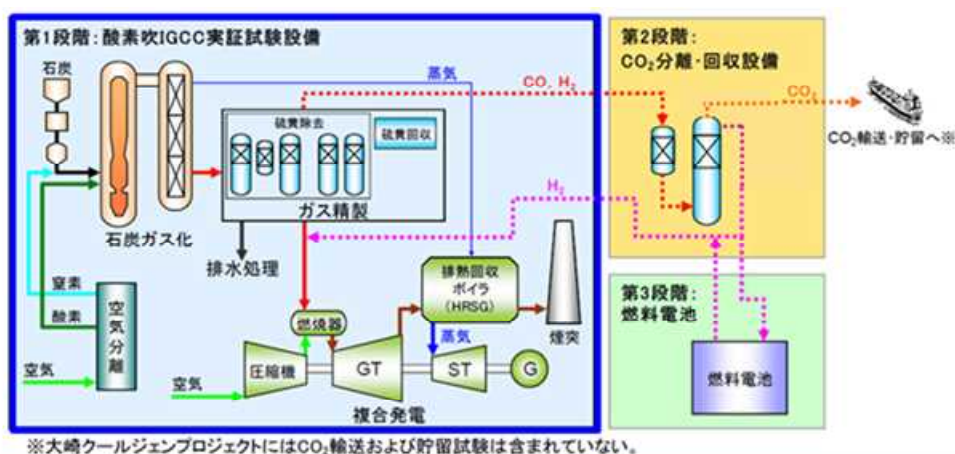 第1段階：酸素吹IGCC実証試験設備
石炭
蒸気
硫黄除去
硫黄回収
ガス精製
石炭ガス化
排水処理
窒素
酸素
空気
空気分離
燃焼器
圧縮機
空気
GT
複合発電
排熱回収
ボイラ
(HRSG)
蒸気
ST
G
煙突
CO、H₂
H₂
第2段階：
CO₂分離・回収設備
CO₂
CO₂輸送・貯留へ※
第3段階：
燃料電池
燃料電池
※大崎クールジェンプロジェクトにはCO₂輸送および貯留試験は含まれていない。